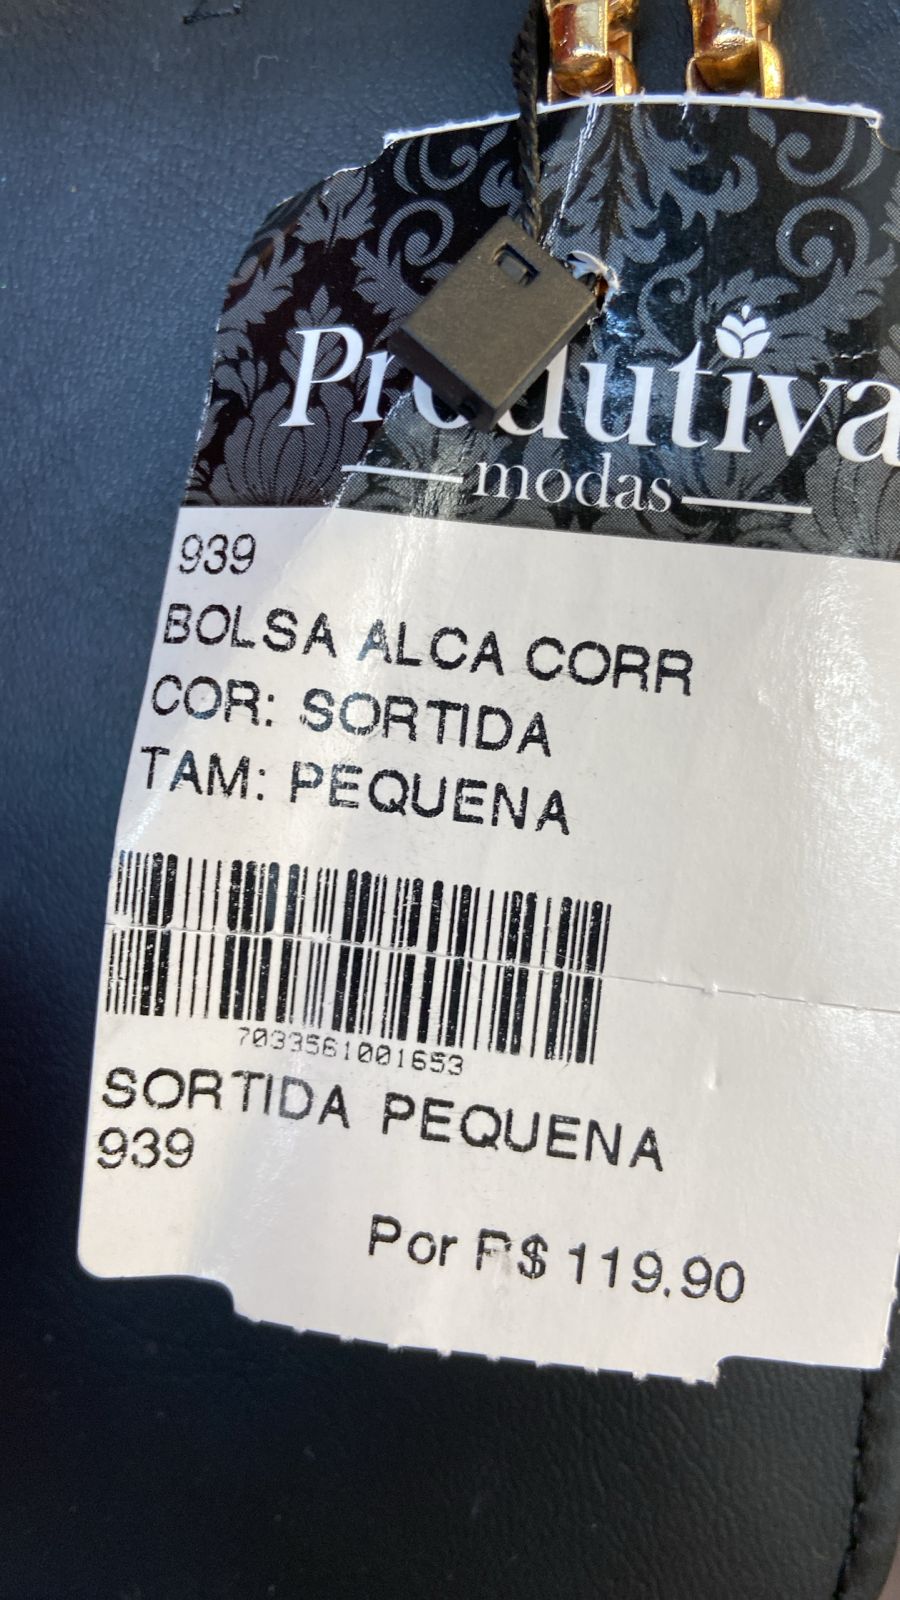 Produtiva
modas
939
BOLSA ALCA CORR
COR: SORTIDA
TAM: PEQUENA
7033561001653
SORTIDA PEQUENA
939
Por R$ 119.90